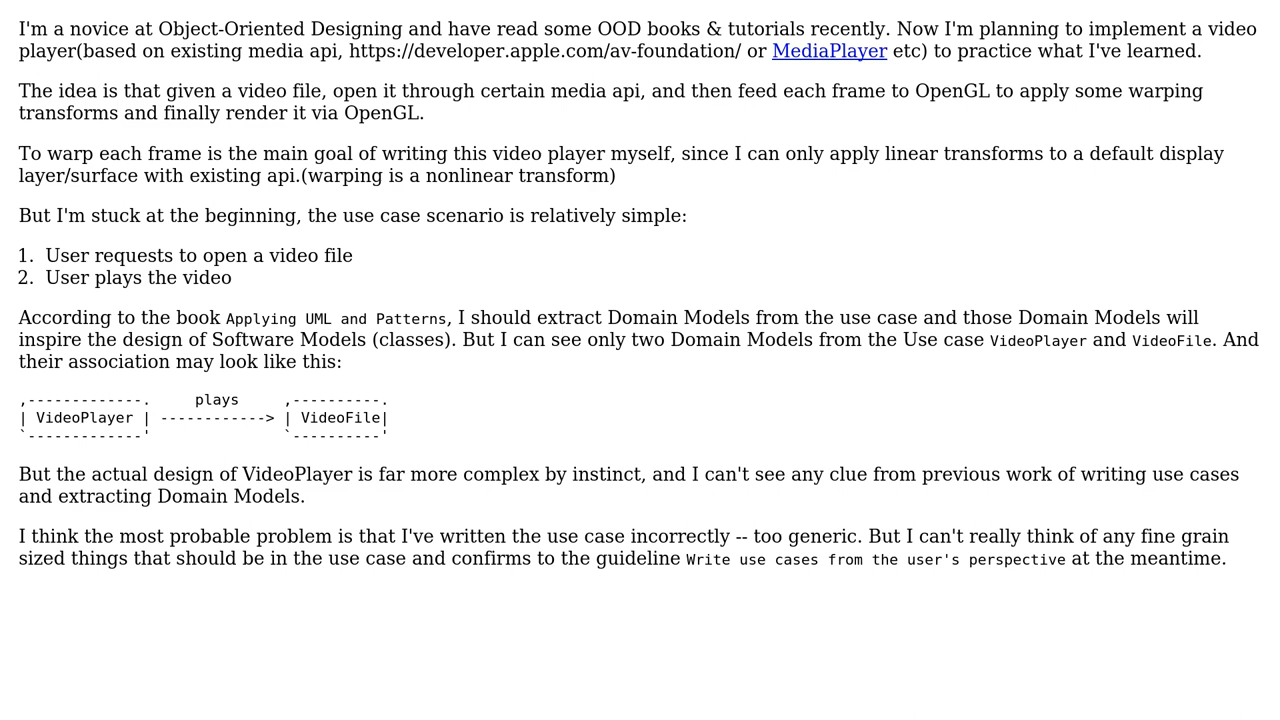 I'm a novice at Object-Oriented Designing and have read some OOD books & tutorials recently. Now I'm planning to implement a video
player(based on existing media api, https://developer.apple.com/av-foundation/ or MediaPlayer etc) to practice what I've learned.
The idea is that given a video file, open it through certain media api, and then feed each frame to OpenGL to apply some warping
transforms and finally render it via OpenGL.
To warp each frame is the main goal of writing this video player myself, since I can only apply linear transforms to a default display
layer/surface with existing api.(warping is a nonlinear transform)
But I'm stuck at the beginning, the use case scenario is relatively simple:
1. User requests to open a video file
2. User plays the video
According to the book Applying UML and Patterns, I should extract Domain Models from the use case and those Domain Models will
inspire the design of Software Models (classes). But I can see only two Domain Models from the Use case VideoPlayer and VideoFile. And
their association may look like this:
,-------------.     plays     ,----------.
| VideoPlayer | ------------> | VideoFile|
`-------------'               `----------'
But the actual design of VideoPlayer is far more complex by instinct, and I can't see any clue from previous work of writing use cases
and extracting Domain Models.
I think the most probable problem is that I've written the use case incorrectly -- too generic. But I can't really think of any fine grain
sized things that should be in the use case and confirms to the guideline Write use cases from the user's perspective at the meantime.